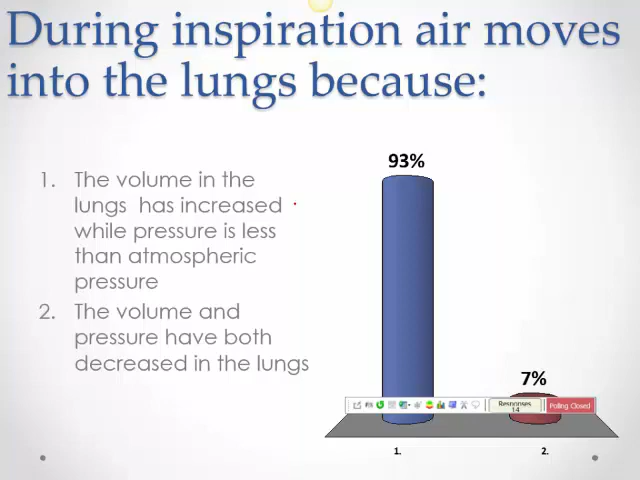 During inspiration air moves
into the lungs because:
1. The volume in the
lungs has increased
while pressure is less
than atmospheric
pressure
2. The volume and
pressure have both
decreased in the lungs
93%
7%
Responses
14
Polling Closed
1.
2.